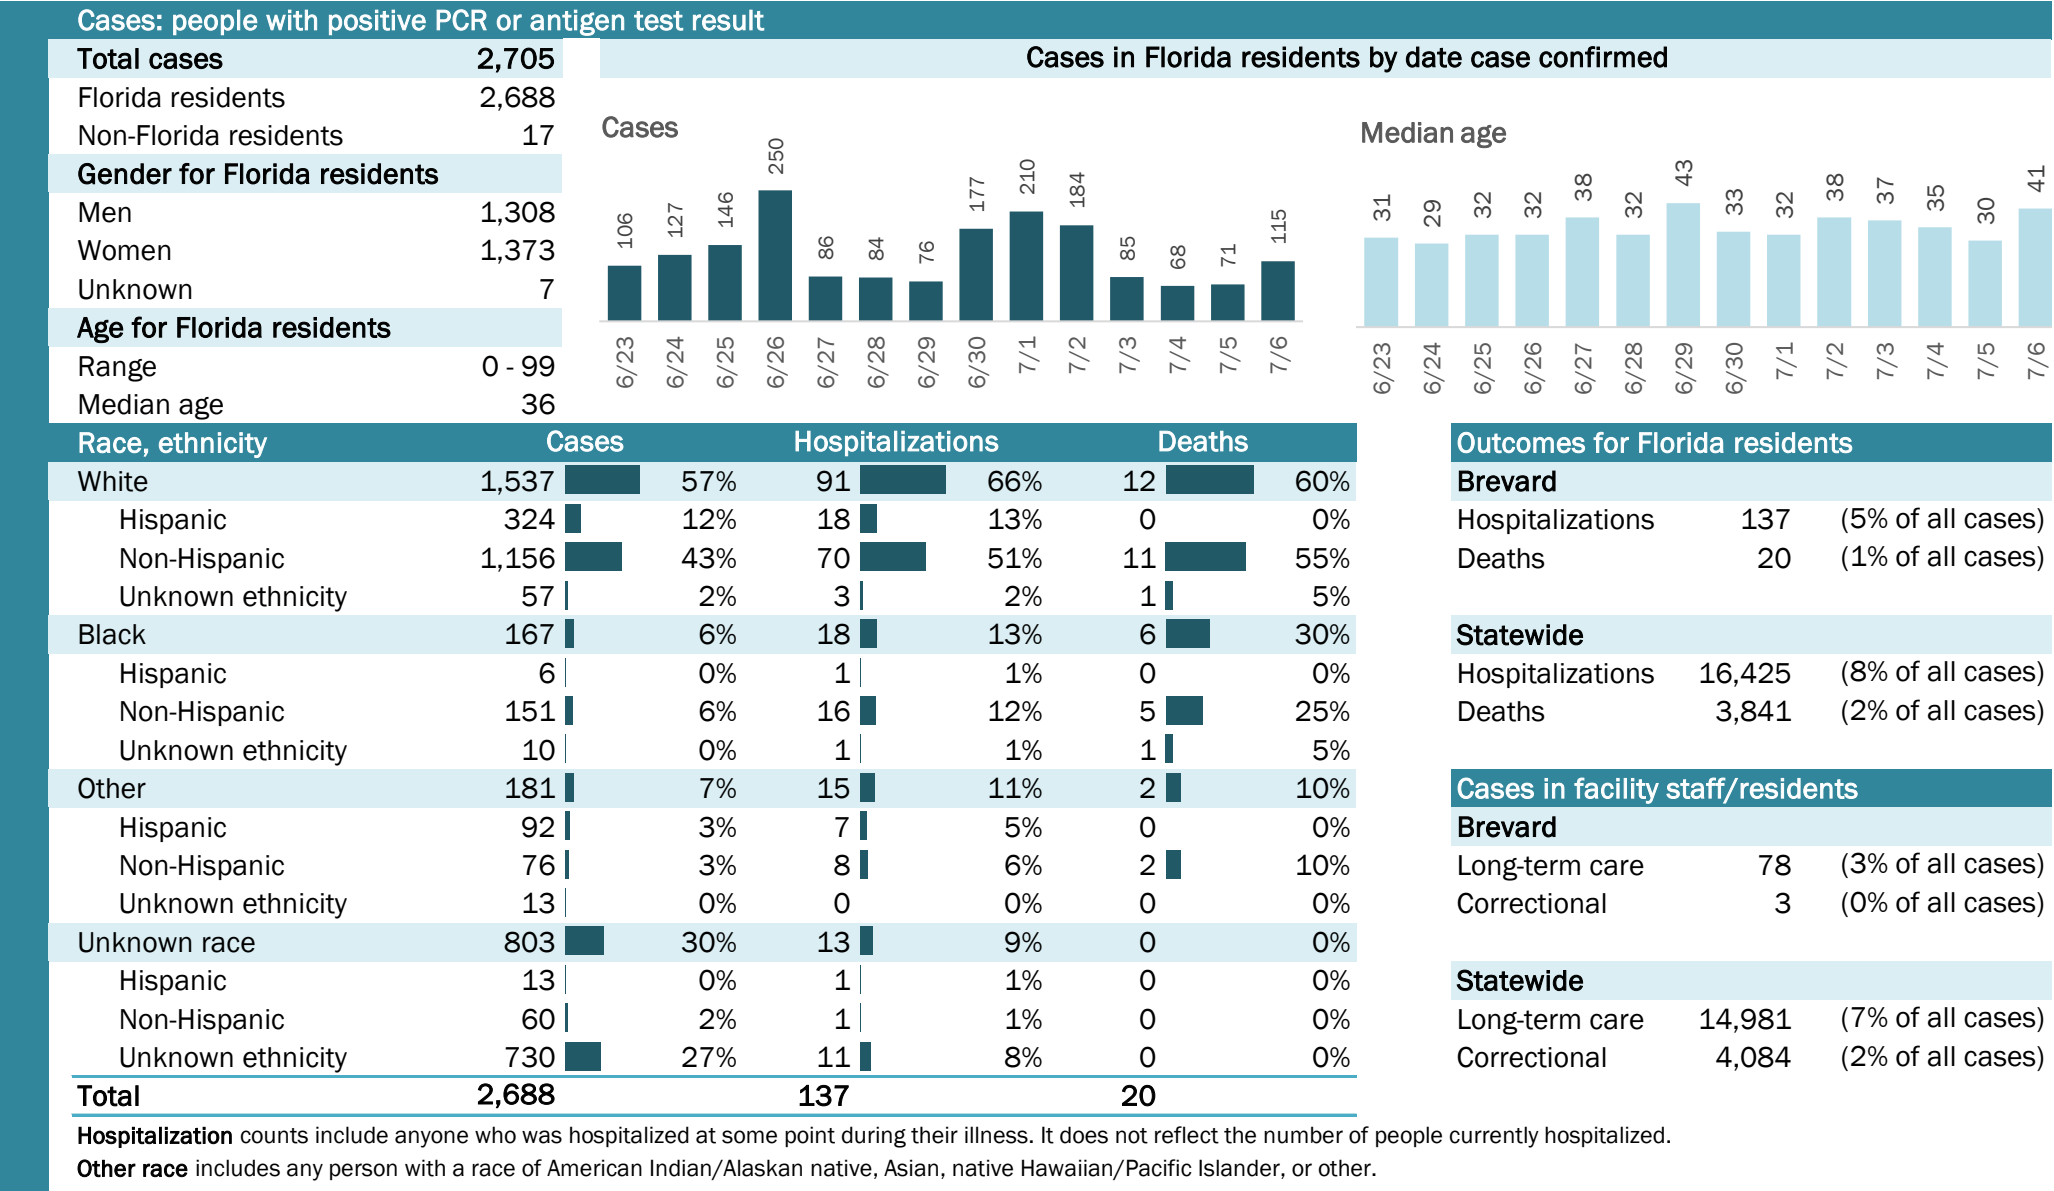 Cases: people with positive PCR or antigen test result
Total cases 2,705
Florida residents 2,688
Non-Florida residents 17
Gender for Florida residents
Men 1,308
Women 1,373
Unknown 7
Age for Florida residents
Range 0 - 99
Median age 36
Cases in Florida residents by date case confirmed
Cases
106 127 146 250 86 84 76 177 210 184 85 68 71 115
6/23 6/24 6/25 6/26 6/27 6/28 6/29 6/30 7/1 7/2 7/3 7/4 7/5 7/6
Median age
31 29 32 32 38 32 43 33 32 38 37 35 30 41
6/23 6/24 6/25 6/26 6/27 6/28 6/29 6/30 7/1 7/2 7/3 7/4 7/5 7/6
Race, ethnicity Cases Hospitalizations Deaths
White 1,537 57% 91 66% 12 60%
Hispanic 324 12% 18 13% 0 0%
Non-Hispanic 1,156 43% 70 51% 11 55%
Unknown ethnicity 57 2% 3 2% 1 5%
Black 167 6% 18 13% 6 30%
Hispanic 6 0% 1 1% 0 0%
Non-Hispanic 151 6% 16 12% 5 25%
Unknown ethnicity 10 0% 1 1% 1 5%
Other 181 7% 15 11% 2 10%
Hispanic 92 3% 7 5% 0 0%
Non-Hispanic 76 3% 8 6% 2 10%
Unknown ethnicity 13 0% 0 0% 0 0%
Unknown race 803 30% 13 9% 0 0%
Hispanic 13 0% 1 1% 0 0%
Non-Hispanic 60 2% 1 1% 0 0%
Unknown ethnicity 730 27% 11 8% 0 0%
Total 2,688 137 20
Outcomes for Florida residents
Brevard
Hospitalizations 137 (5% of all cases)
Deaths 20 (1% of all cases)
Statewide
Hospitalizations 16,425 (8% of all cases)
Deaths 3,841 (2% of all cases)
Cases in facility staff/residents
Brevard
Long-term care 78 (3% of all cases)
Correctional 3 (0% of all cases)
Statewide
Long-term care 14,981 (7% of all cases)
Correctional 4,084 (2% of all cases)
Hospitalization counts include anyone who was hospitalized at some point during their illness. It does not reflect the number of people currently hospitalized.
Other race includes any person with a race of American Indian/Alaskan native, Asian, native Hawaiian/Pacific Islander, or other.